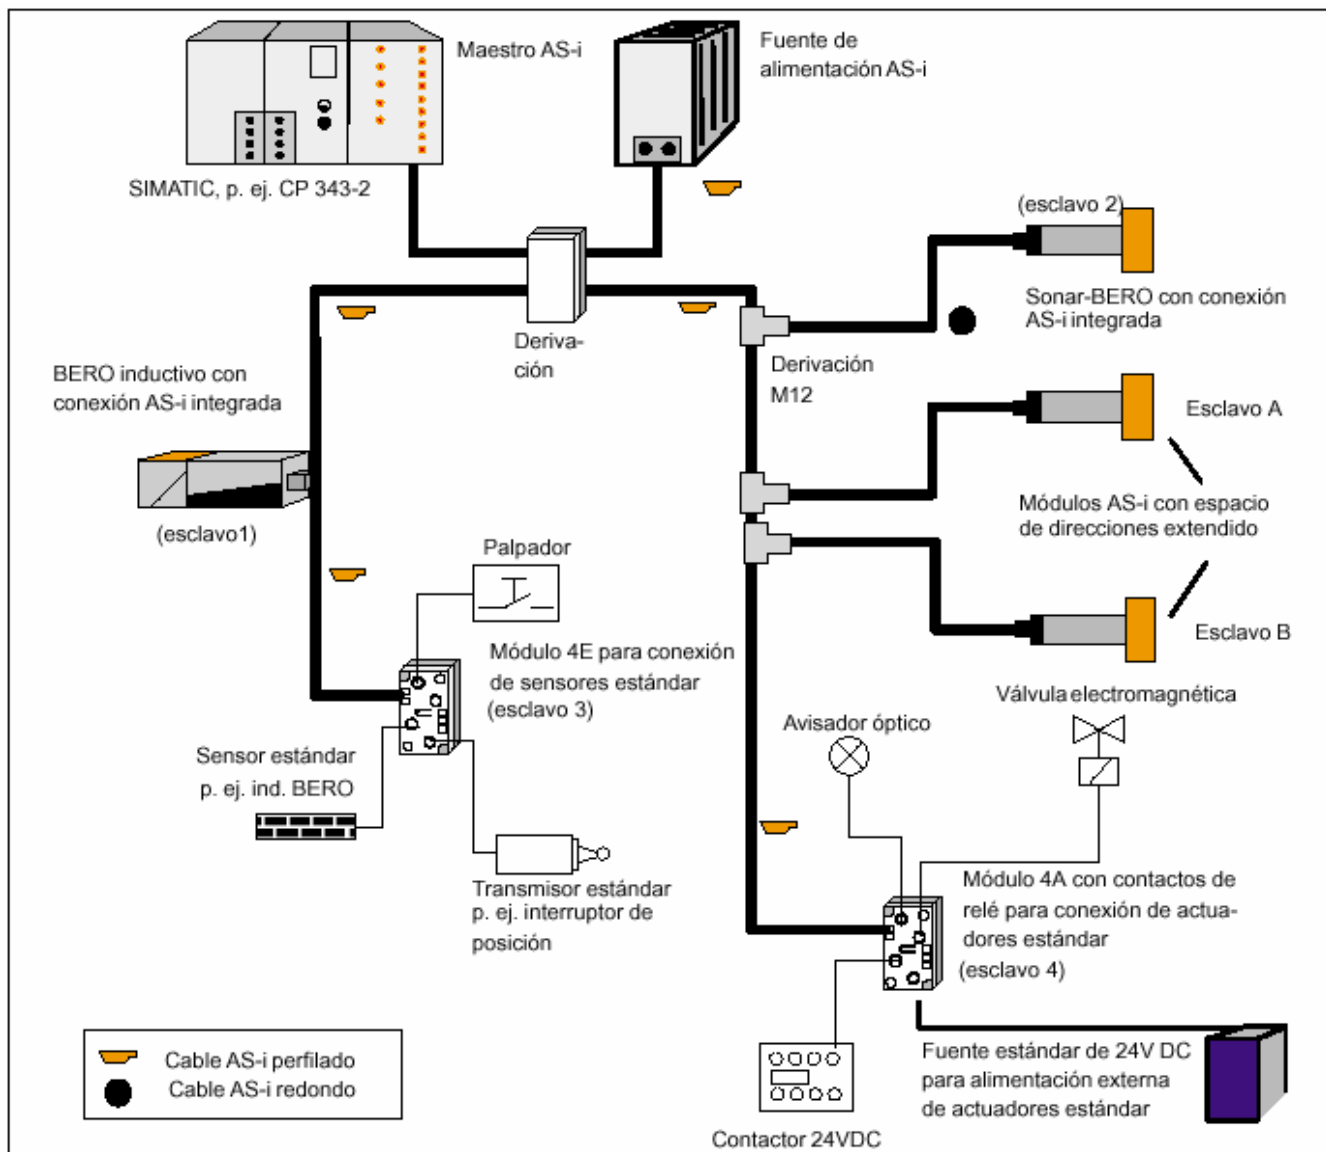 Maestro AS-i
Fuente de
alimentación AS-i
SIMATIC, p. ej. CP 343-2
(esclavo 2)
Sonar-BERO con conexión
AS-i integrada
Deriva-
ción
Derivación
M12
BERO inductivo con
conexión AS-i integrada
(esclavo1)
Esclavo A
Módulos AS-i con espacio
de direcciones extendido
Esclavo B
Palpador
Módulo 4E para conexión
de sensores estándar
(esclavo 3)
Sensor estándar
p. ej. ind. BERO
Transmisor estándar
p. ej. interruptor de
posición
Válvula electromagnética
Avisador óptico
Módulo 4A con contactos de
relé para conexión de actua-
dores estándar
(esclavo 4)
Fuente estándar de 24V DC
para alimentación externa
de actuadores estándar
Contactor 24VDC
Cable AS-i perfilado
Cable AS-i redondo